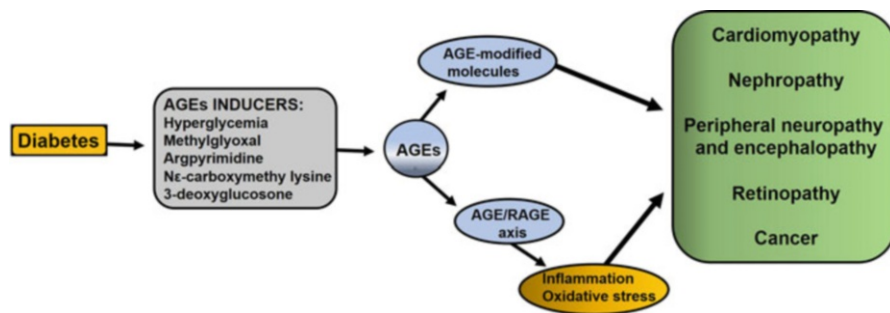 Diabetes
AGEs INDUCERS:
Hyperglycemia
Methylglyoxal
Argpyrimidine
Nε-carboxymethy lysine
3-deoxyglucosone
AGEs
AGE-modified
molecules
AGE/RAGE
axis
Inflammation
Oxidative stress
Cardiomyopathy
Nephropathy
Peripheral neuropathy
and encephalopathy
Retinopathy
Cancer